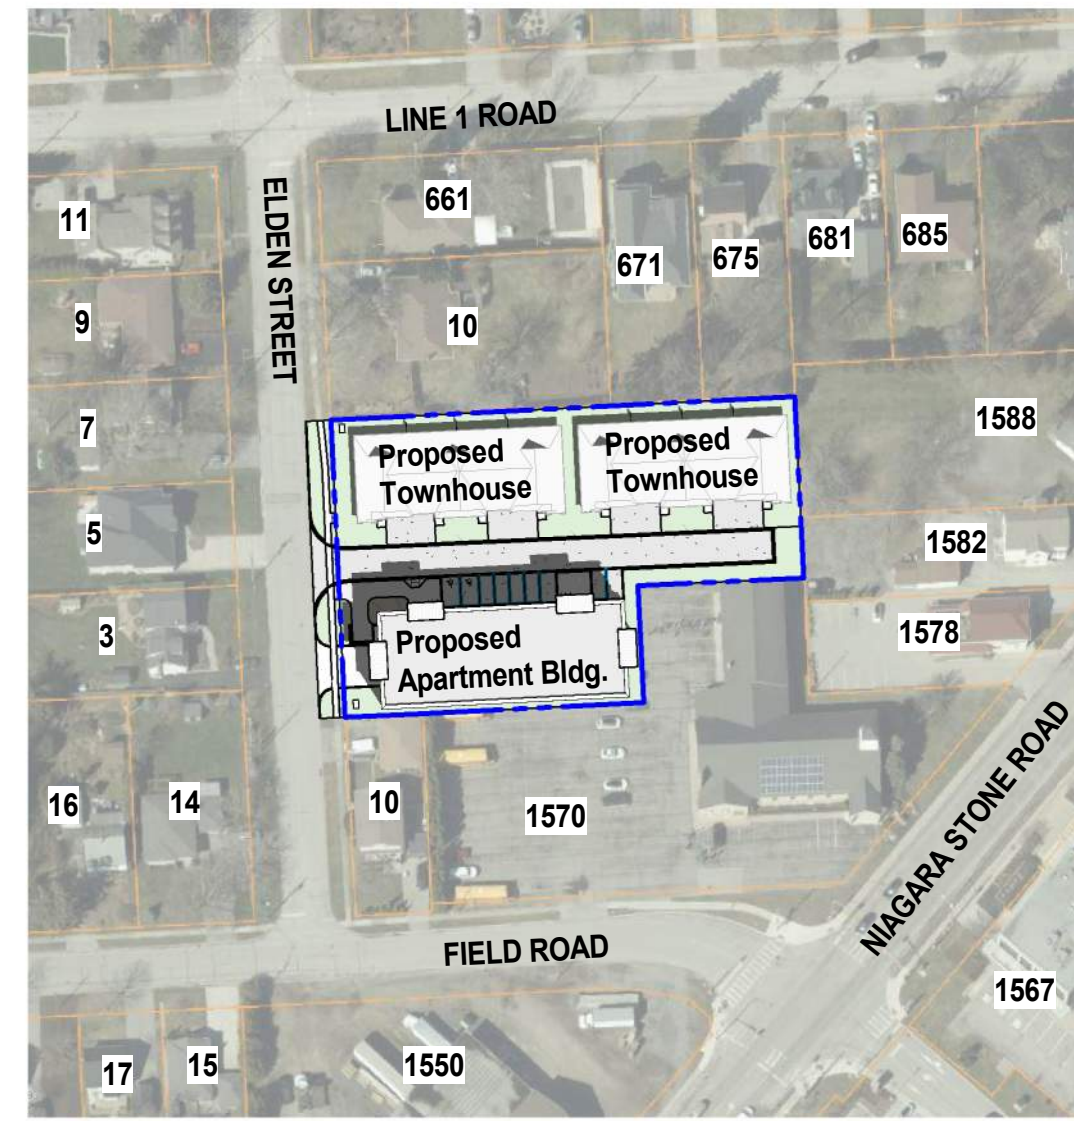 LINE 1 ROAD
ELDEN STREET
661
11
671
675
681
685
9
10
7
1588
Proposed
Townhouse
Proposed
Townhouse
5
1582
3
1578
Proposed
Apartment Bldg.
16
14
10
1570
NIAGARA STONE ROAD
FIELD ROAD
1567
17
15
1550